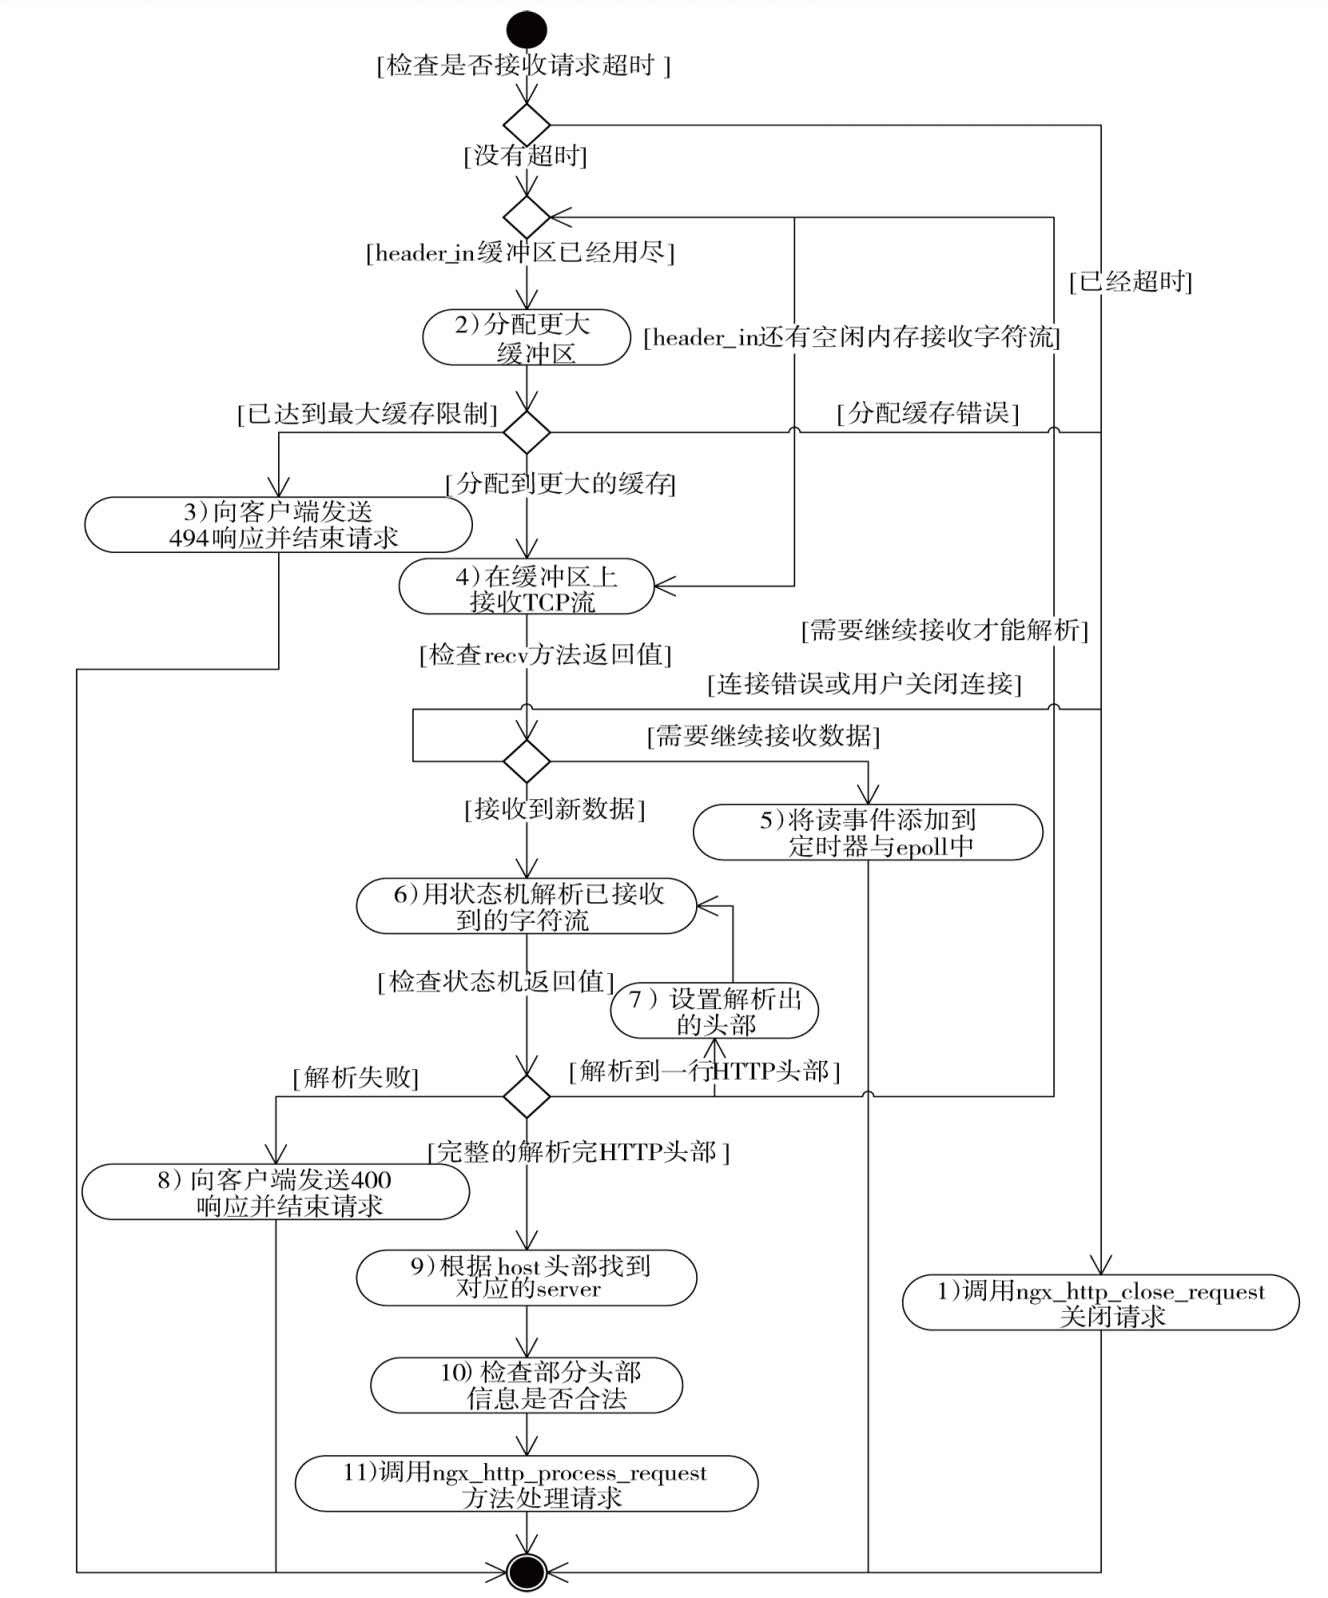 [检查是否接收请求超时 ]
[没有超时]
[header_in缓冲区已经用尽]
[已经超时]
2)分配更大
缓冲区
[header_in还有空闲内存接收字符流]
[已达到最大缓存限制]
[分配缓存错误]
[分配到更大的缓存]
3)向客户端发送
494响应并结束请求
4)在缓冲区上
接收TCP流
[需要继续接收才能解析]
[检查recv方法返回值]
[连接错误或用户关闭连接]
[需要继续接收数据]
[接收到新数据]
5)将读事件添加到
定时器与epoll中
6)用状态机解析已接收
到的字符流
[检查状态机返回值]
7）设置解析出
的头部
[解析失败]
[解析到一行HTTP头部]
[完整的解析完HTTP头部]
8) 向客户端发送400
响应并结束请求
9)根据host头部找到
对应的server
1)调用ngx_http_close_request
关闭请求
10) 检查部分头部
信息是否合法
11)调用ngx_http_process_request
方法处理请求